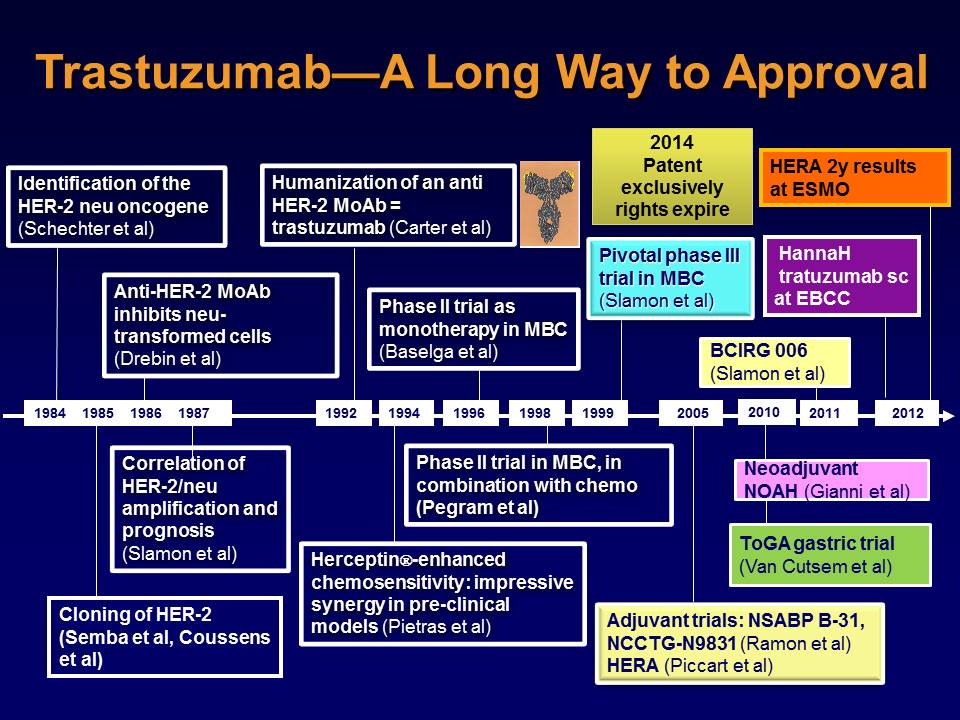 Trastuzumab—A Long Way to Approval
Identification of the
HER-2 neu oncogene
(Schechter et al)
Humanization of an anti
HER-2 MoAb =
trastuzumab (Carter et al)
2014
Patent
exclusively
rights expire
HERA 2y results
at ESMO
Anti-HER-2 MoAb
inhibits neu-
transformed cells
(Drebin et al)
Phase II trial as
monotherapy in MBC
(Baselga et al)
Pivotal phase III
trial in MBC
(Slamon et al)
HannaH
tratuzumab sc
at EBCC
BCIRG 006
(Slamon et al)
1984 1985 1986 1987 1992 1994 1996 1998 1999 2005 2010 2011 2012
Correlation of
HER-2/neu
amplification and
prognosis
(Slamon et al)
Phase II trial in MBC, in
combination with chemo
(Pegram et al)
Neoadjuvant
NOAH (Gianni et al)
Herceptin®-enhanced
chemosensitivity: impressive
synergy in pre-clinical
models (Pietras et al)
ToGA gastric trial
(Van Cutsem et al)
Cloning of HER-2
(Semba et al, Coussens
et al)
Adjuvant trials: NSABP B-31,
NCCTG-N9831 (Ramon et al)
HERA (Piccart et al)